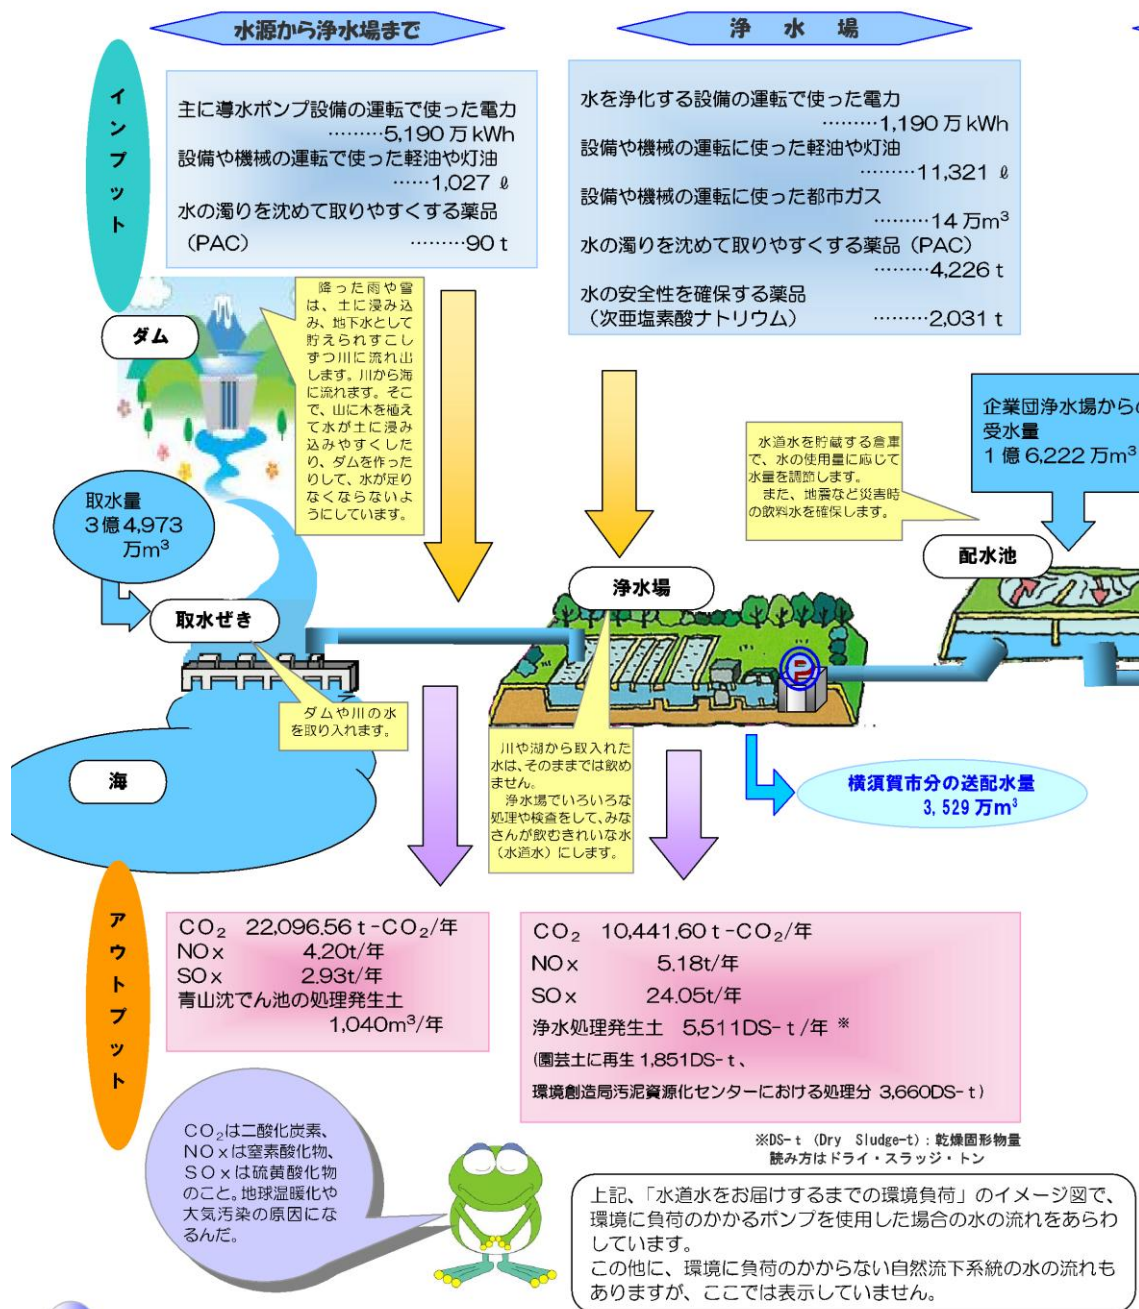 水源から浄水場まで
浄 水 場
インプット
主に導水ポンプ設備の運転で使った電力
………5,190 万 kWh
設備や機械の運転で使った軽油や灯油
……1,027 ℓ
水の濁りを沈めて取りやすくする薬品
(PAC) ………90 t
水を浄化する設備の運転で使った電力
………1,190 万 kWh
設備や機械の運転に使った軽油や灯油
………11,321 ℓ
設備や機械の運転に使った都市ガス
………14 万m³
水の濁りを沈めて取りやすくする薬品(PAC)
………4,226 t
水の安全性を確保する薬品
(次亜塩素酸ナトリウム) ………2,031 t
ダム
降った雨や雪
は、土に浸み込
み、地下水として
貯えられすこし
ずつ川に流れ出
します。川から海
に流れます。そこ
で、山に木を植え
て水が土に浸み
込みやすくした
り、ダムを作った
りして、水が足り
なくならないよ
うにしています。
企業団浄水場からの
受水量
1 億 6,222 万m³
水道水を貯蔵する倉庫
で、水の使用量に応じて
水量を調節します。
また、地震など災害時
の飲料水を確保します。
取水量
3億 4,973
万m³
配水池
浄水場
取水ぜき
P
ダムや川の水
を取り入れます。
海
川や湖から取入れた
水は、そのままでは飲め
ません。
浄水場でいろいろな
処理や検査をして、みな
さんが飲むきれいな水
(水道水)にします。
横須賀市分の送配水量
3,529 万m³
アウトプット
CO₂ 22,096.56 t-CO₂/年
NOx 4.20t/年
SOx 2.93t/年
青山沈でん池の処理発生土
1,040m³/年
CO₂ 10,441.60 t-CO₂/年
NOx 5.18t/年
SOx 24.05t/年
浄水処理発生土 5,511DS-t/年 ※
(園芸土に再生 1,851DS-t、
環境創造局汚泥資源化センターにおける処理分 3,660DS-t)
※DS-t (Dry Sludge-t):乾燥固形物量
読み方はドライ・スラッジ・トン
CO₂は二酸化炭素、
NOxは窒素酸化物、
SOxは硫黄酸化物
のこと。地球温暖化や
大気汚染の原因にな
るんだ。
上記、「水道水をお届けするまでの環境負荷」のイメージ図で、
環境に負荷のかかるポンプを使用した場合の水の流れをあらわ
しています。
この他に、環境に負荷のかからない自然流下系統の水の流れも
ありますが、ここでは表示していません。